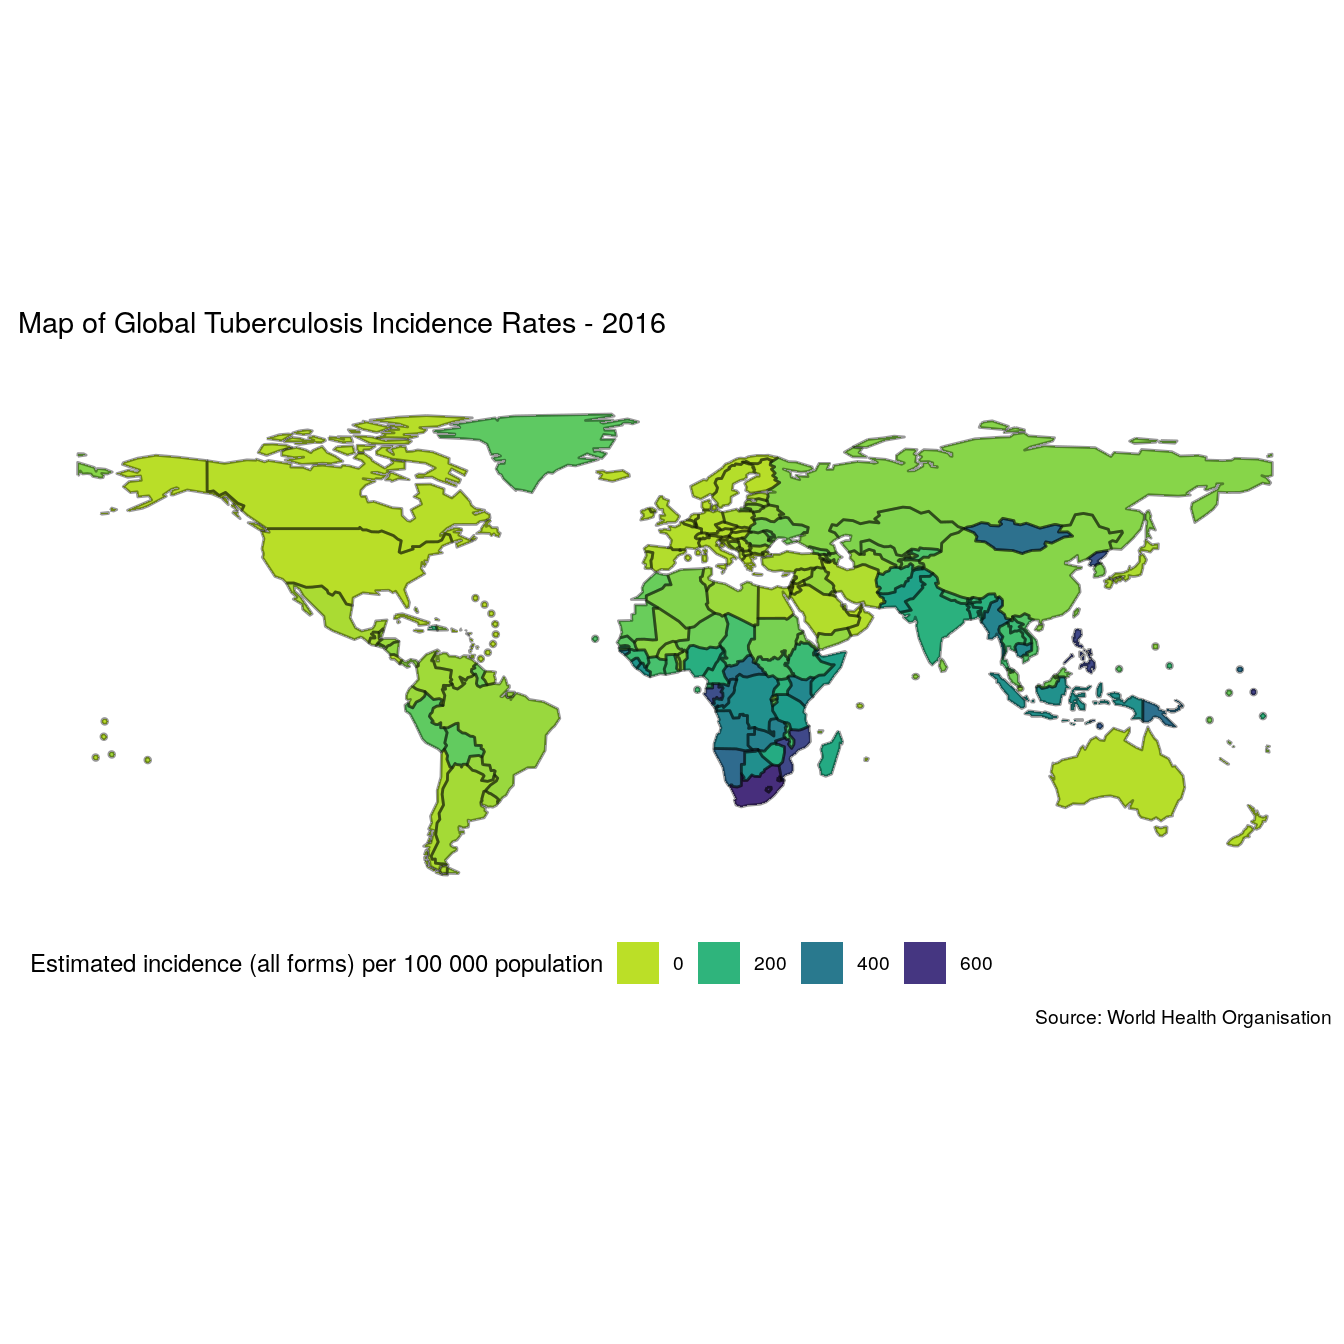 Map of Global Tuberculosis Incidence Rates - 2016
Estimated incidence (all forms) per 100 000 population 0 200 400 600
Source: World Health Organisation